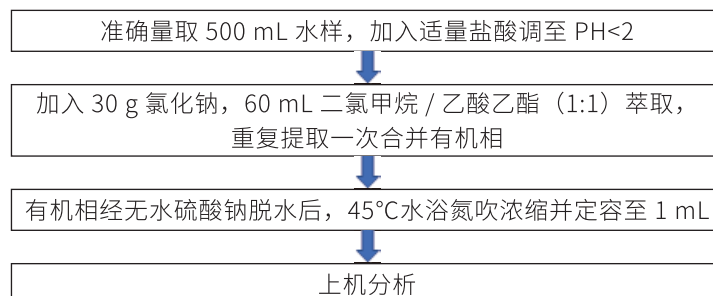 准确量取 500 mL 水样，加入适量盐酸调至 PH<2
加入 30 g 氯化钠，60 mL 二氯甲烷 / 乙酸乙酯（1:1）萃取，
重复提取一次合并有机相
有机相经无水硫酸钠脱水后，45℃水浴氮吹浓缩并定容至 1 mL
上机分析